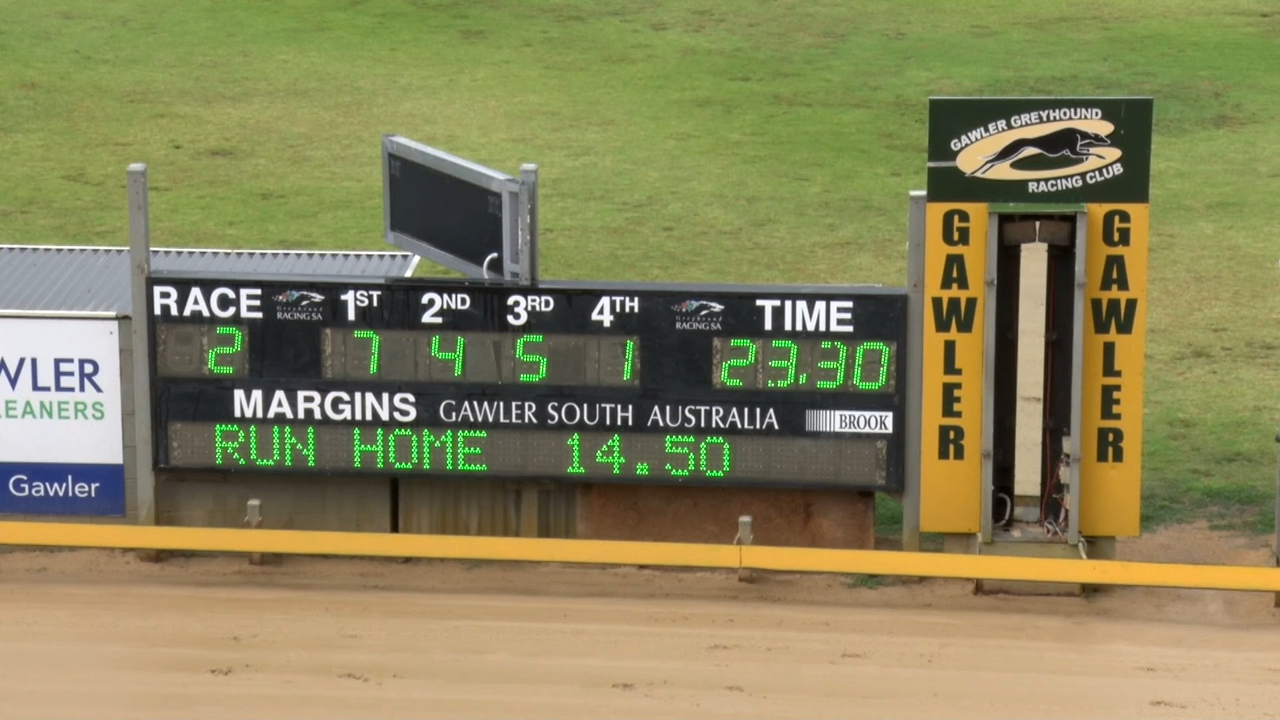 GAWLER GREYHOUND
RACING CLUB
GAWLER
GAWLER
RACE 1ST 2ND 3RD 4TH TIME
Greyhound
RACING SA
Greyhound
RACING SA
2 7 4 5 1 23.30
MARGINS GAWLER SOUTH AUSTRALIA BROOK
RUN HOME 14.50
WLER
LEANERS
Gawler